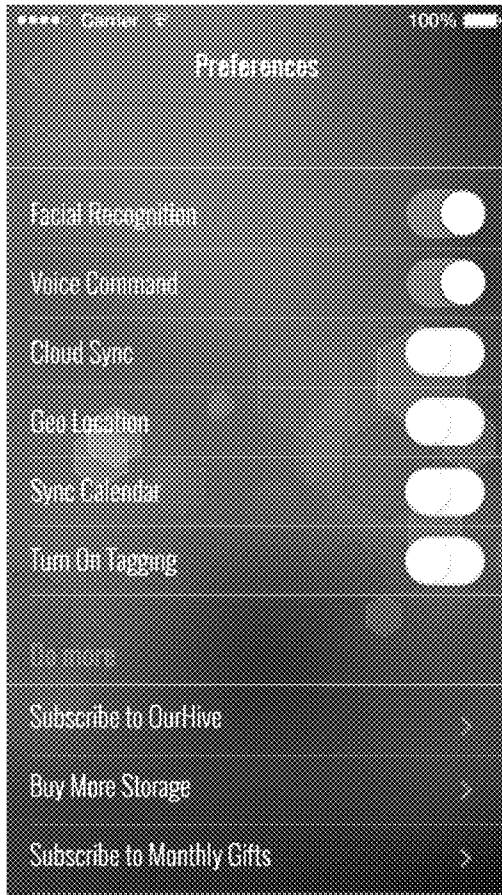 Carrier 100%
Preferences
Facial Recognition
Voice Command
Cloud Sync
Geo Location
Sync Calendar
Turn On Tagging
Subscribe to OurHive
Buy More Storage
Subscribe to Monthly Gifts